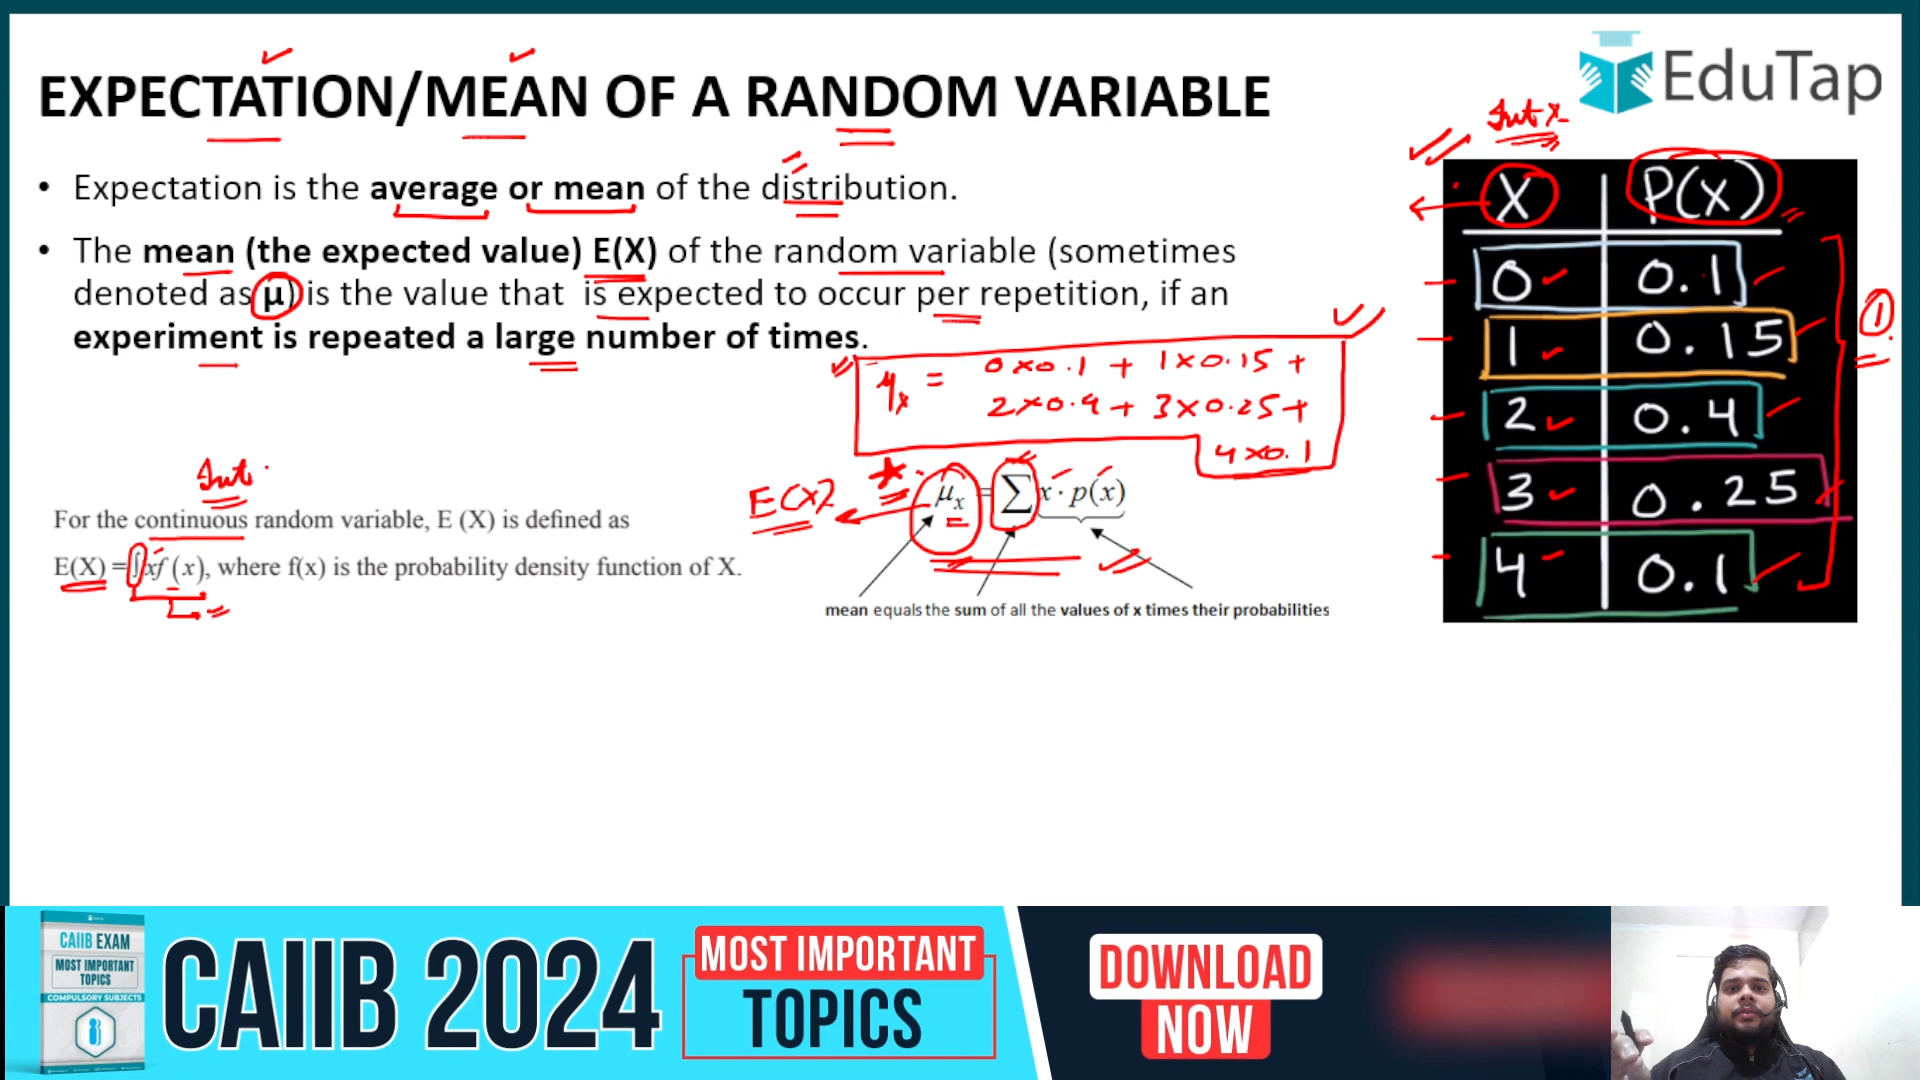 EXPECTATION/MEAN OF A RANDOM VARIABLE
EduTap
• Expectation is the average or mean of the distribution.
• The mean (the expected value) E(X) of the random variable (sometimes
denoted as μ) is the value that is expected to occur per repetition, if an
experiment is repeated a large number of times.
μx = 0×0.1 + 1×0.15 +
2×0.4 + 3×0.25 +
4×0.1
For the continuous random variable, E (X) is defined as
E(X) = ∫xf (x), where f(x) is the probability density function of X.
E(X)
μx = ∑ x · p(x)
mean equals the sum of all the values of x times their probabilities
X P(X)
0 0.1
1 0.15
2 0.4
3 0.25
4 0.1
1
CAIIB EXAM
MOST IMPORTANT
TOPICS
COMPULSORY SUBJECTS
CAIIB 2024
MOST IMPORTANT
TOPICS
DOWNLOAD
NOW